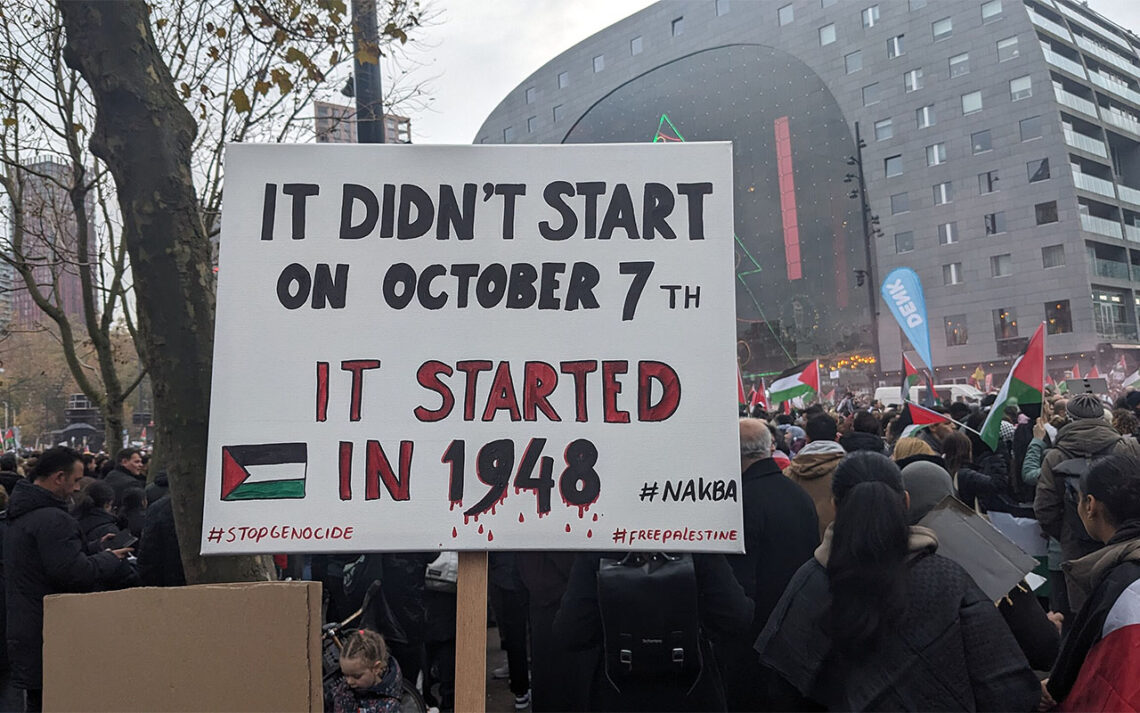 IT DIDN'T START
ON OCTOBER 7TH
IT STARTED
IN 1948
#NAKBA
#STOPGENOCIDE
#FREEPALESTINE
DENK